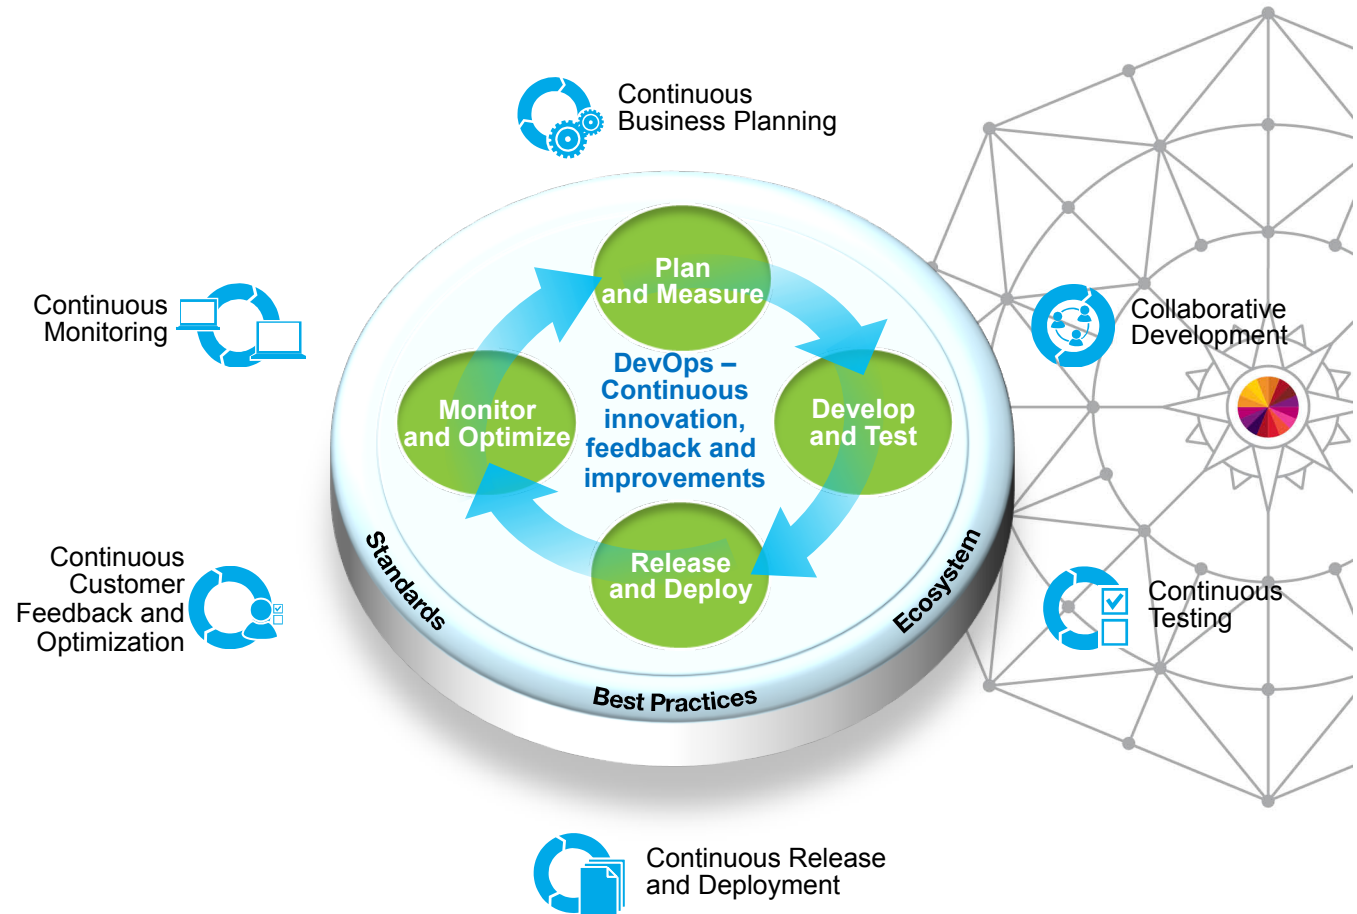 Continuous
Business Planning
Continuous
Monitoring
Collaborative
Development
Plan
and Measure
DevOps –
Continuous
innovation,
feedback and
improvements
Monitor
and Optimize
Develop
and Test
Release
and Deploy
Continuous
Customer
Feedback and
Optimization
Continuous
Testing
Standards
Best Practices
Ecosystem
Continuous Release
and Deployment